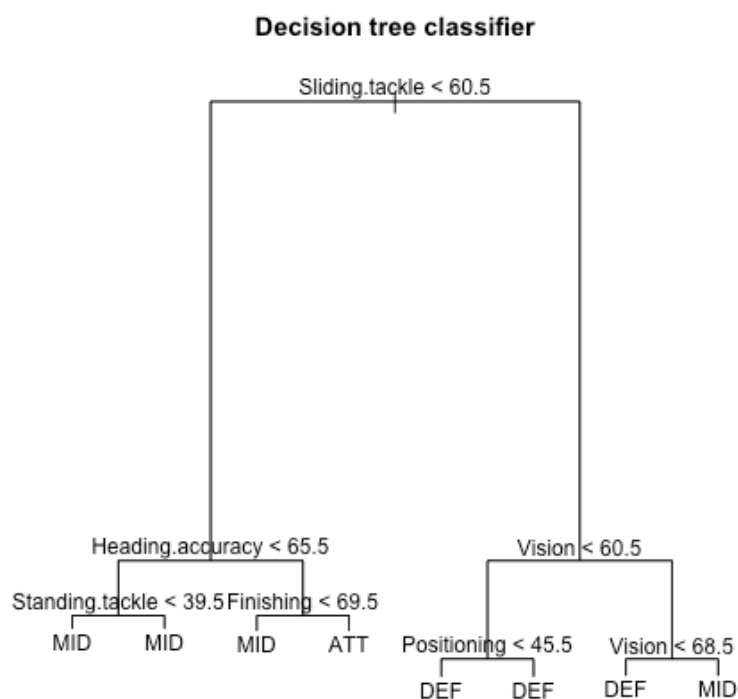 Decision tree classifier
Sliding.tackle < 60.5
Heading.accuracy < 65.5
Vision < 60.5
Standing.tackle < 39.5
Finishing < 69.5
MID
MID
MID
ATT
Positioning < 45.5
Vision < 68.5
DEF
DEF
DEF
MID